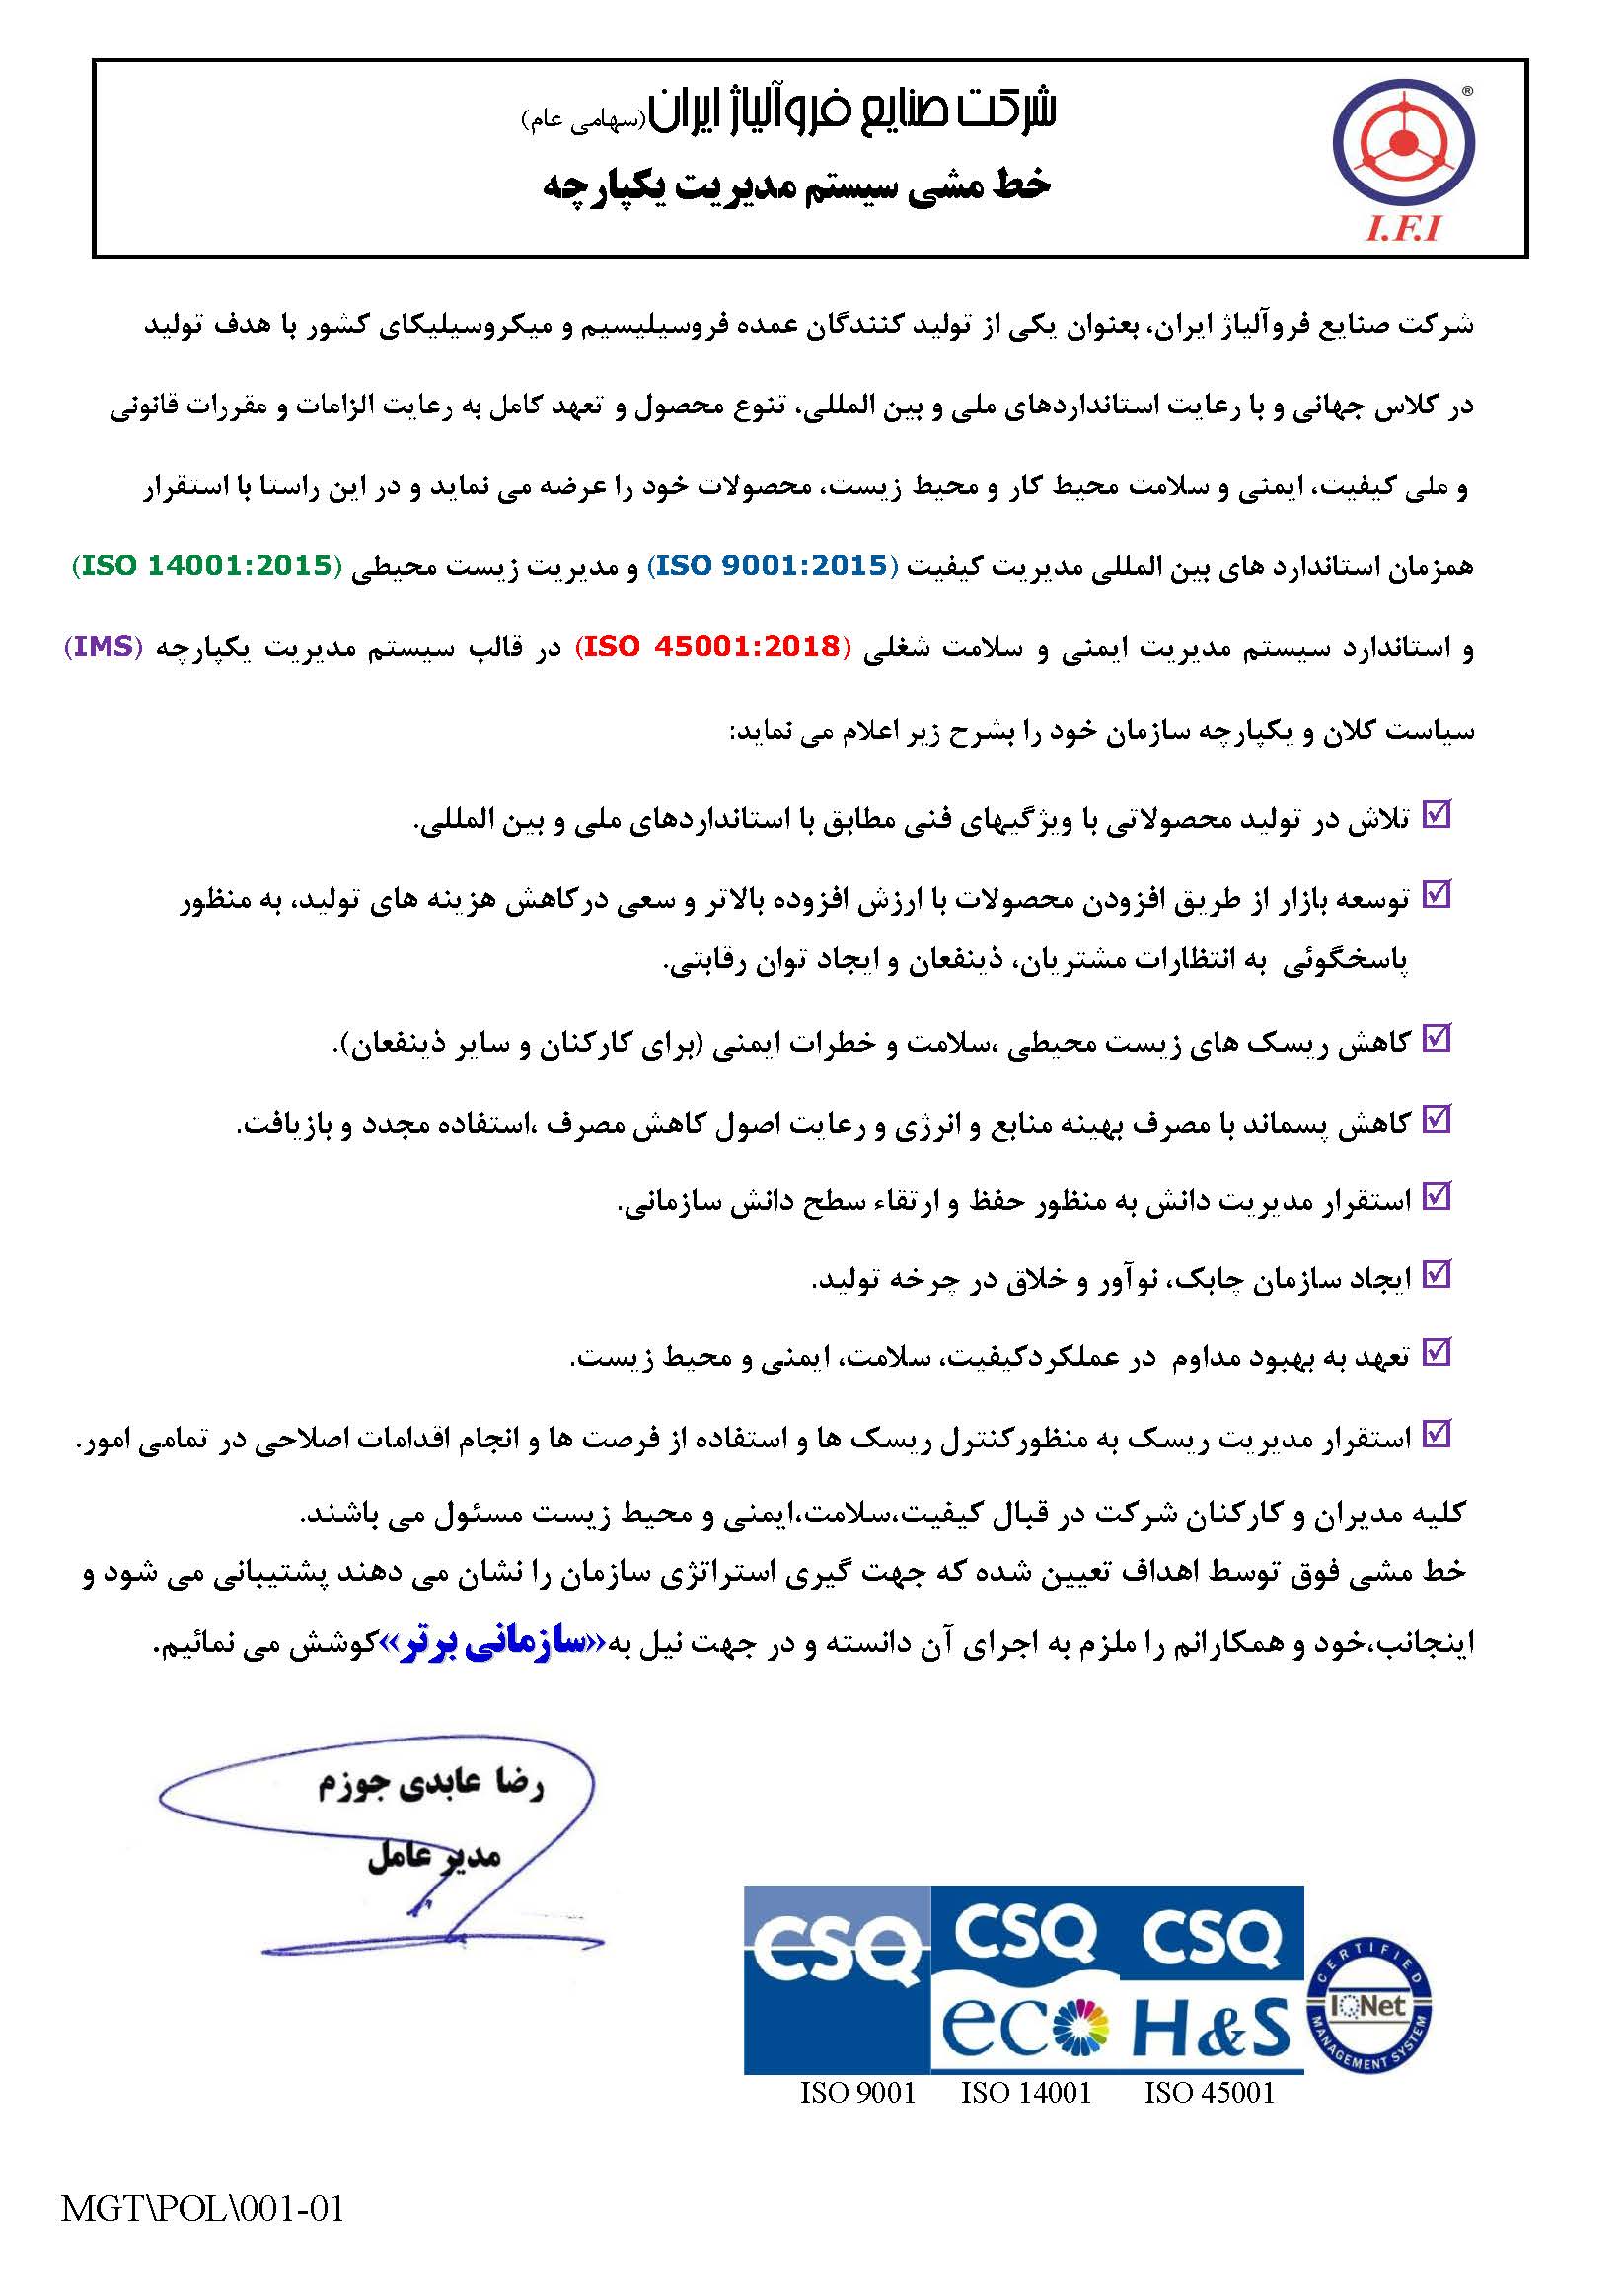 شرکت صنایع فروآلیاژ ایران(سهامی عام)
خط مشی سیستم مدیریت یکپارچه
®
I.F.I
شرکت صنایع فروآلیاژ ایران، بعنوان یکی از تولید کنندگان عمده فروسیلیسیم و میکروسیلیکای کشور با هدف تولید
در کلاس جهانی و با رعایت استانداردهای ملی و بین المللی، تنوع محصول و تعهد کامل به رعایت الزامات و مقررات قانونی
و ملی کیفیت، ایمنی و سلامت محیط کار و محیط زیست، محصولات خود را عرضه می نماید و در این راستا با استقرار
همزمان استاندارد های بین المللی مدیریت کیفیت (ISO 9001:2015) و مدیریت زیست محیطی (ISO 14001:2015)
و استاندارد سیستم مدیریت ایمنی و سلامت شغلی (ISO 45001:2018) در قالب سیستم مدیریت یکپارچه (IMS)
سیاست کلان و یکپارچه سازمان خود را بشرح زیر اعلام می نماید:
☑ تلاش در تولید محصولاتی با ویژگیهای فنی مطابق با استانداردهای ملی و بین المللی.
☑ توسعه بازار از طریق افزودن محصولات با ارزش افزوده بالاتر و سعی درکاهش هزینه های تولید، به منظور
پاسخگوئی به انتظارات مشتریان، ذینفعان و ایجاد توان رقابتی.
☑ کاهش ریسک های زیست محیطی ،سلامت و خطرات ایمنی (برای کارکنان و سایر ذینفعان).
☑ کاهش پسماند با مصرف بهینه منابع و انرژی و رعایت اصول کاهش مصرف ،استفاده مجدد و بازیافت.
☑ استقرار مدیریت دانش به منظور حفظ و ارتقاء سطح دانش سازمانی.
☑ ایجاد سازمان چابک، نوآور و خلاق در چرخه تولید.
☑ تعهد به بهبود مداوم در عملکردکیفیت، سلامت، ایمنی و محیط زیست.
☑ استقرار مدیریت ریسک به منظورکنترل ریسک ها و استفاده از فرصت ها و انجام اقدامات اصلاحی در تمامی امور.
کلیه مدیران و کارکنان شرکت در قبال کیفیت،سلامت،ایمنی و محیط زیست مسئول می باشند.
خط مشی فوق توسط اهداف تعیین شده که جهت گیری استراتژی سازمان را نشان می دهند پشتیبانی می شود و
اینجانب،خود و همکارانم را ملزم به اجرای آن دانسته و در جهت نیل به«سازمانی برتر»کوشش می نمائیم.
رضا عابدی جوزم
مدیر عامل
CSQ CSQ CSQ
eco H&S
CERTIFIED
IQNet
MANAGEMENT SYSTEM
ISO 9001 ISO 14001 ISO 45001
MGT\POL\001-01